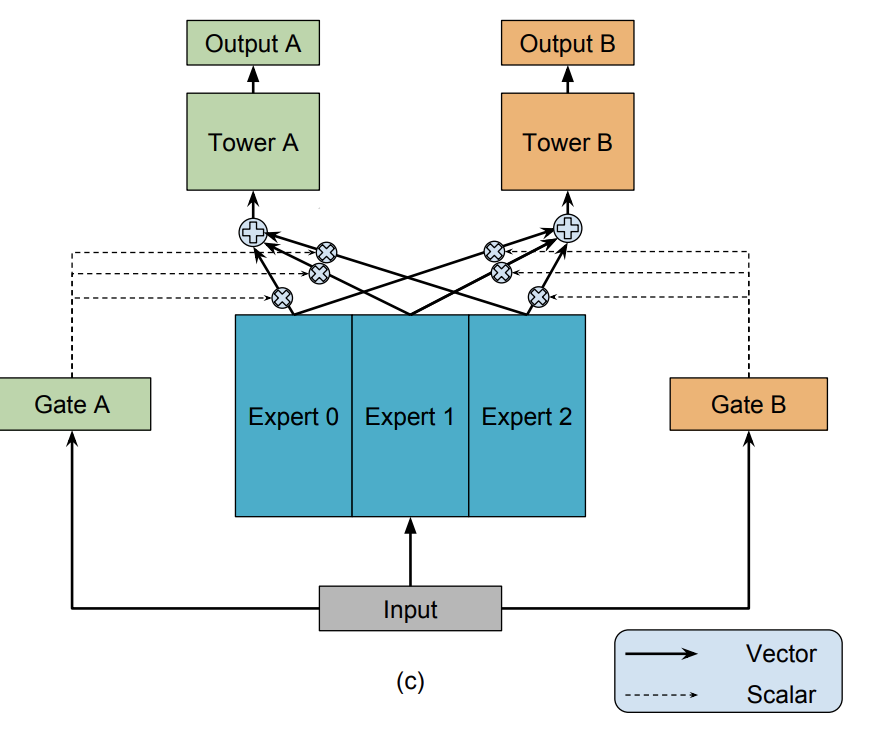 Output A
Output B
Tower A
Tower B
Gate A
Expert 0
Expert 1
Expert 2
Gate B
Input
Vector
Scalar
(c)